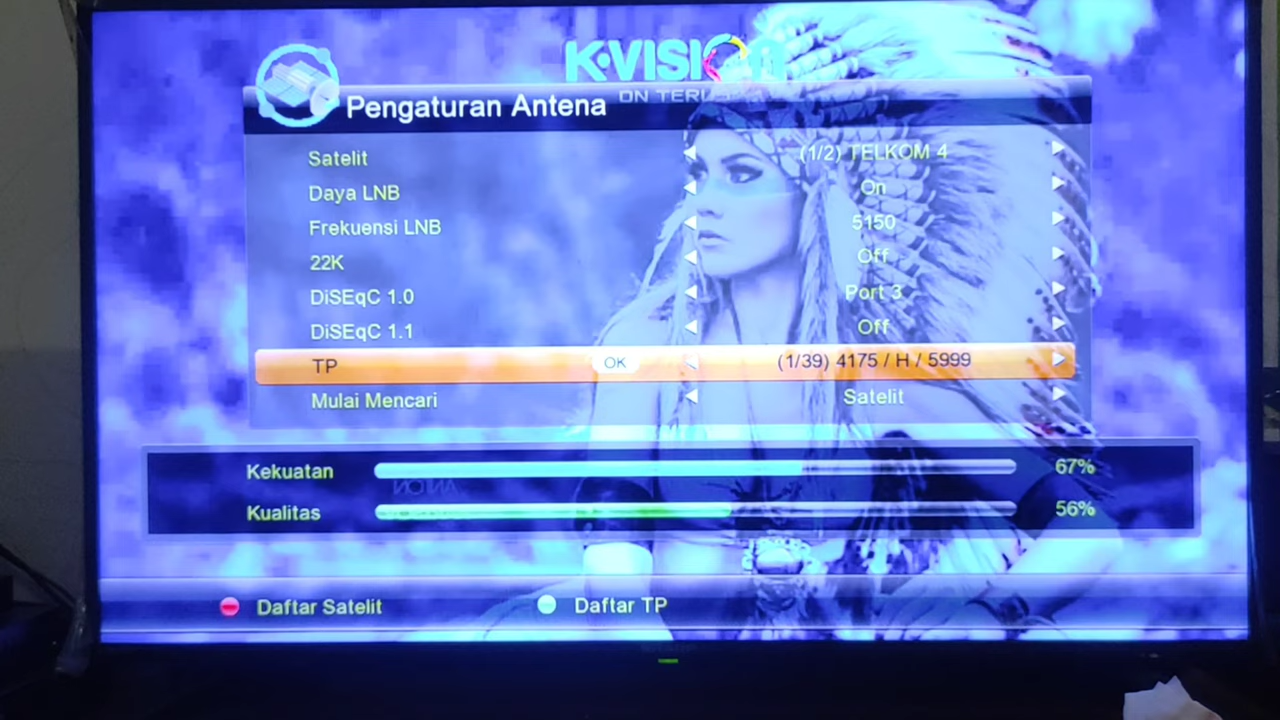 K-VISION
ON TERUS
Pengaturan Antena
Satelit (1/2) TELKOM 4
Daya LNB On
Frekuensi LNB 5150
22K Off
DiSEqC 1.0 Port 3
DiSEqC 1.1 Off
TP OK (1/39) 4175 / H / 5999
Mulai Mencari Satelit
Kekuatan 67%
Kualitas 56%
Daftar Satelit Daftar TP